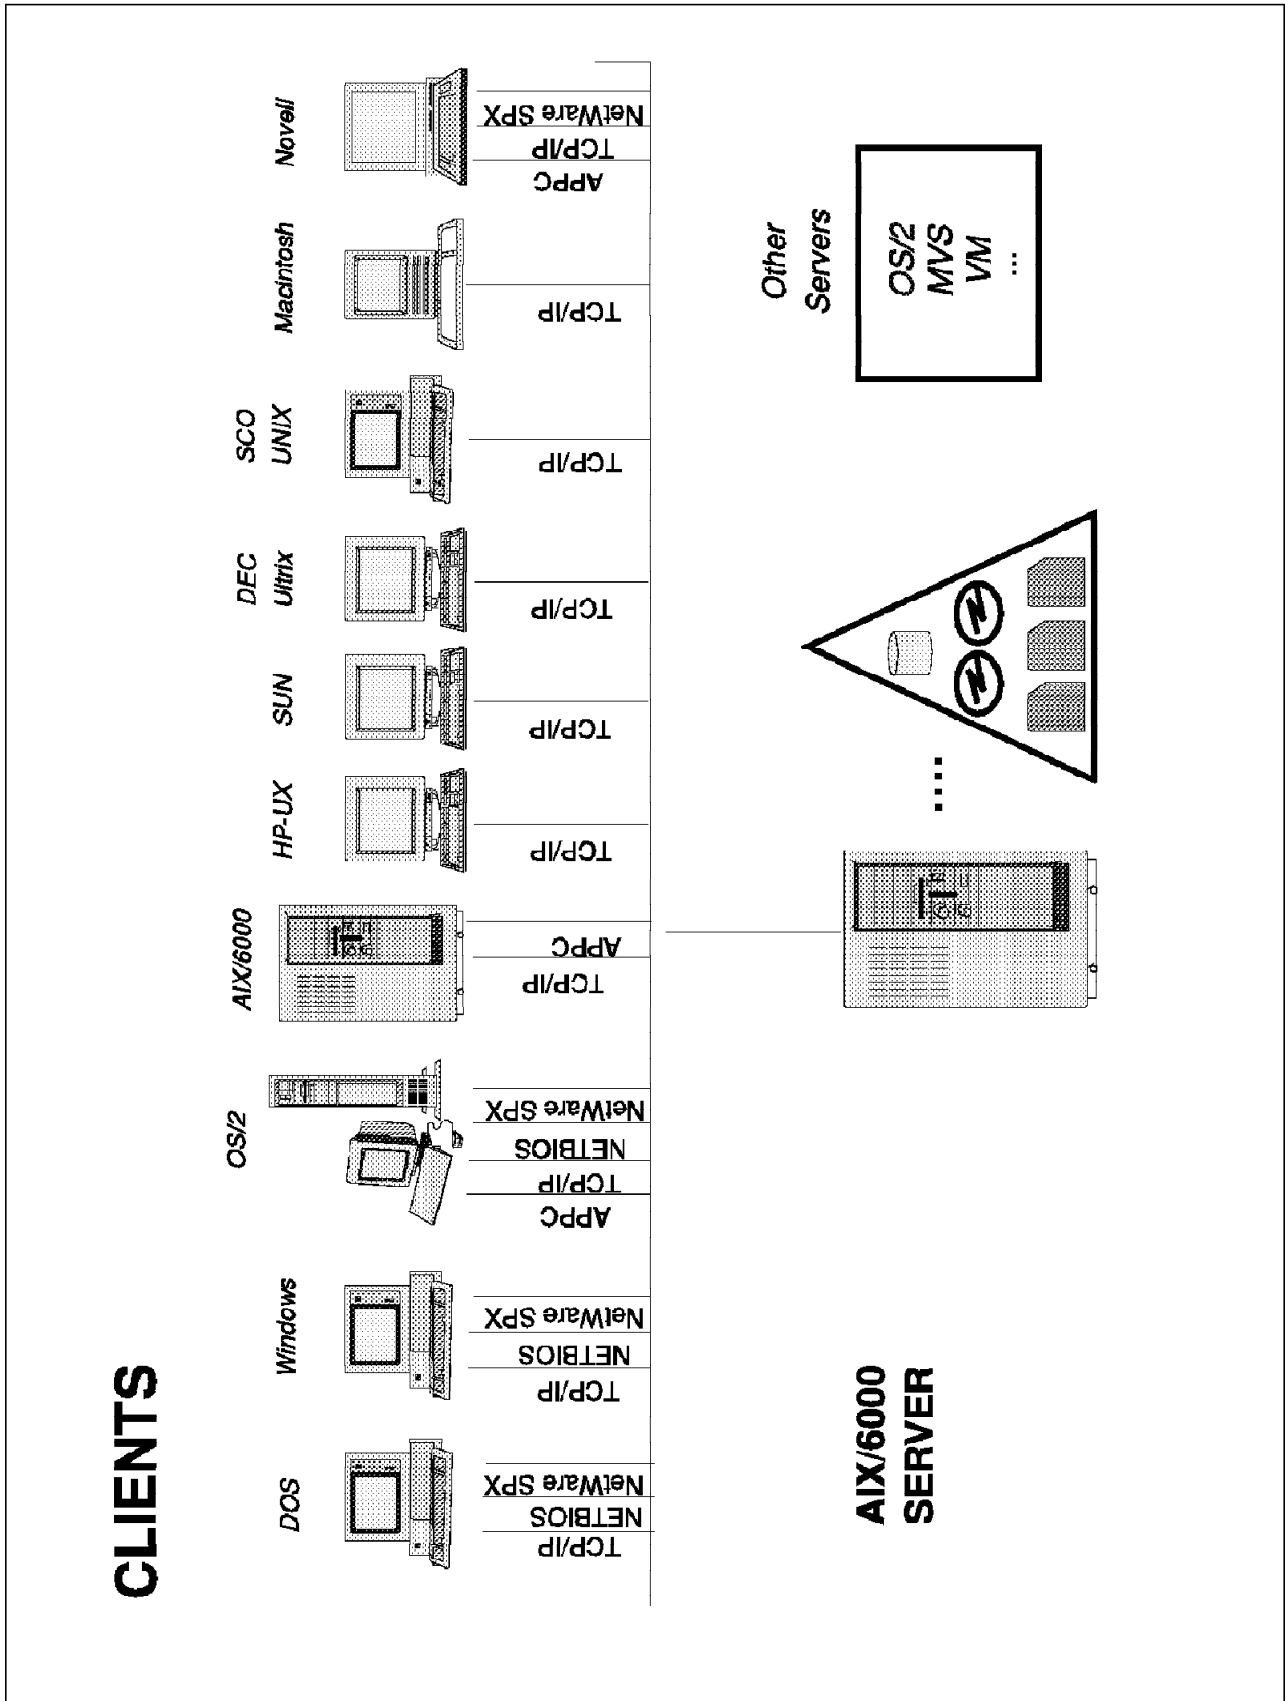 CLIENTS
DOS
Windows
OS/2
AIX/6000
HP-UX
SUN
DEC
Ultrix
SCO
UNIX
Macintosh
Novell
TCP/IP
NETBIOS
NetWare SPX
TCP/IP
NETBIOS
NetWare SPX
APPC
TCP/IP
NETBIOS
NetWare SPX
TCP/IP
APPC
TCP/IP
TCP/IP
TCP/IP
TCP/IP
TCP/IP
APPC
TCP/IP
NetWare SPX
AIX/6000
SERVER
....
Other
Servers
OS/2
MVS
VM
...